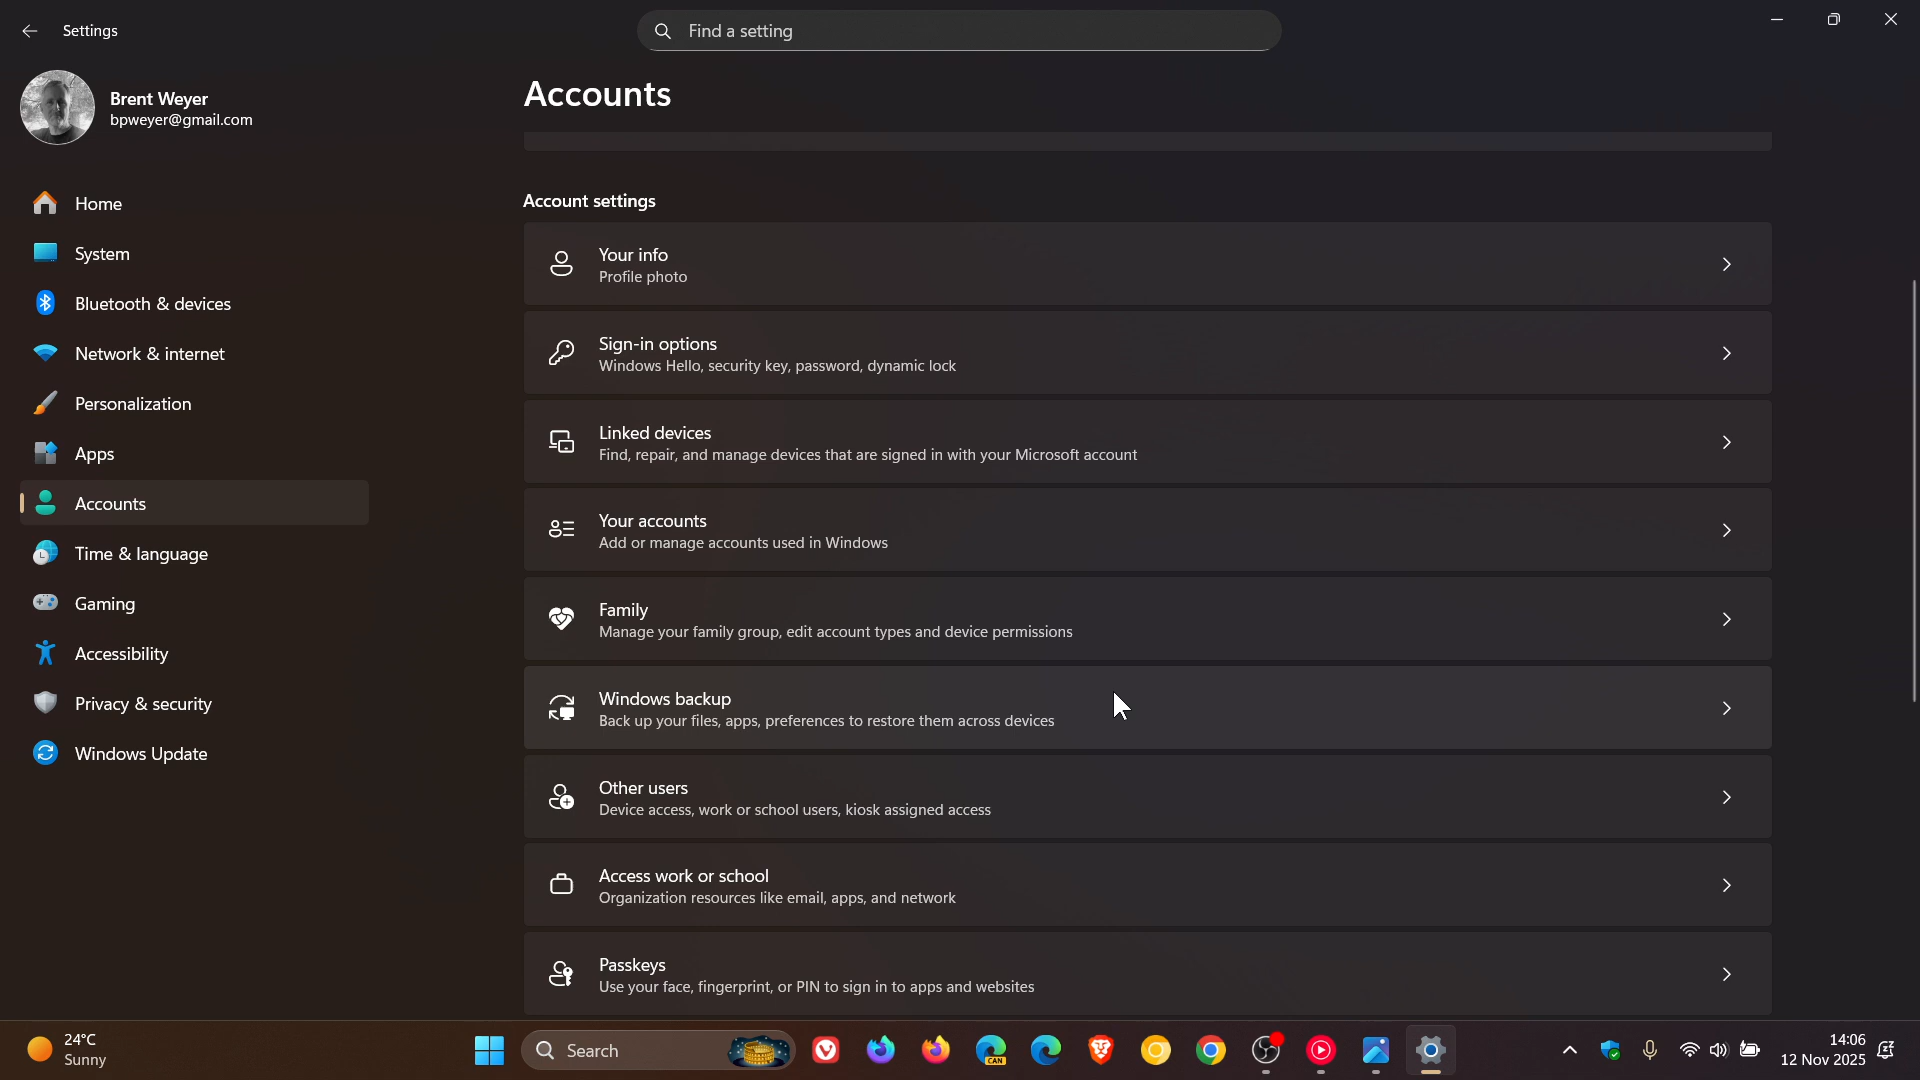 Settings
Find a setting
Brent Weyer
bpweyer@gmail.com
Home
System
Bluetooth & devices
Network & internet
Personalization
Apps
Accounts
Time & language
Gaming
Accessibility
Privacy & security
Windows Update
Accounts
Account settings
Your info
Profile photo
Sign-in options
Windows Hello, security key, password, dynamic lock
Linked devices
Find, repair, and manage devices that are signed in with your Microsoft account
Your accounts
Add or manage accounts used in Windows
Family
Manage your family group, edit account types and device permissions
Windows backup
Back up your files, apps, preferences to restore them across devices
Other users
Device access, work or school users, kiosk assigned access
Access work or school
Organization resources like email, apps, and network
Passkeys
Use your face, fingerprint, or PIN to sign in to apps and websites
24°C
Sunny
Search
CAN
14:06
12 Nov 2025